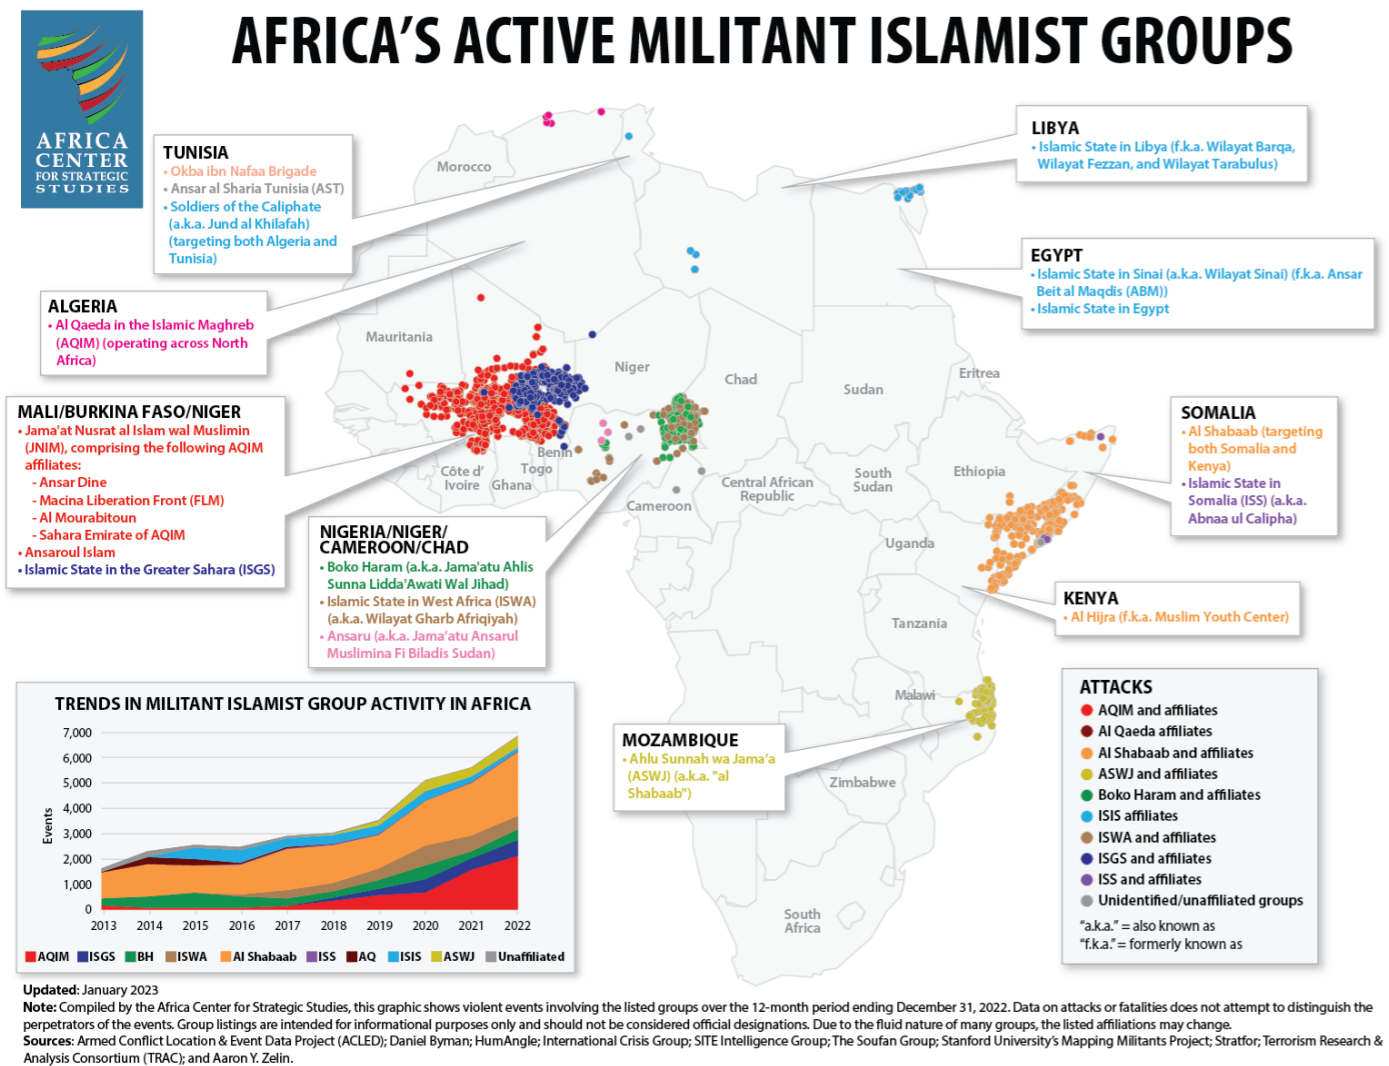 AFRICA'S ACTIVE MILITANT ISLAMIST GROUPS
AFRICA
CENTER
FOR STRATEGIC
STUDIES
TUNISIA
• Okba ibn Nafaa Brigade
• Ansar al Sharia Tunisia (AST)
• Soldiers of the Caliphate
(a.k.a. Jund al Khilafah)
(targeting both Algeria and
Tunisia)
LIBYA
• Islamic State in Libya (f.k.a. Wilayat Barqa,
Wilayat Fezzan, and Wilayat Tarabulus)
EGYPT
• Islamic State in Sinai (a.k.a. Wilayat Sinai) (f.k.a. Ansar
Beit al Maqdis (ABM))
• Islamic State in Egypt
ALGERIA
• Al Qaeda in the Islamic Maghreb
(AQIM) (operating across North
Africa)
MALI/BURKINA FASO/NIGER
• Jama'at Nusrat al Islam wal Muslimin
(JNIM), comprising the following AQIM
affiliates:
- Ansar Dine
- Macina Liberation Front (FLM)
- Al Mourabitoun
- Sahara Emirate of AQIM
• Ansaroul Islam
• Islamic State in the Greater Sahara (ISGS)
SOMALIA
• Al Shabaab (targeting
both Somalia and
Kenya)
• Islamic State in
Somalia (ISS) (a.k.a.
Abnaa ul Calipha)
NIGERIA/NIGER/
CAMEROON/CHAD
• Boko Haram (a.k.a. Jama'atu Ahlis
Sunna Lidda'Awati Wal Jihad)
• Islamic State in West Africa (ISWA)
(a.k.a. Wilayat Gharb Afriqiyah)
• Ansaru (a.k.a. Jama'atu Ansarul
Muslimina Fi Biladis Sudan)
KENYA
• Al Hijra (f.k.a. Muslim Youth Center)
MOZAMBIQUE
• Ahlu Sunnah wa Jama'a
(ASWJ) (a.k.a. "al
Shabaab")
Morocco
Mauritania
Niger
Chad
Sudan
Eritrea
Benin
Togo
Côte d'
Ivoire
Ghana
Cameroon
Central African
Republic
South
Sudan
Ethiopia
Uganda
Tanzania
Malawi
Zimbabwe
South
Africa
TRENDS IN MILITANT ISLAMIST GROUP ACTIVITY IN AFRICA
Events
7,000
6,000
5,000
4,000
3,000
2,000
1,000
0
2013 2014 2015 2016 2017 2018 2019 2020 2021 2022
AQIM ISGS BH ISWA Al Shabaab ISS AQ ISIS ASWJ Unaffiliated
ATTACKS
AQIM and affiliates
Al Qaeda affiliates
Al Shabaab and affiliates
ASWJ and affiliates
Boko Haram and affiliates
ISIS affiliates
ISWA and affiliates
ISGS and affiliates
ISS and affiliates
Unidentified/unaffiliated groups
"a.k.a." = also known as
"f.k.a." = formerly known as
Updated: January 2023
Note: Compiled by the Africa Center for Strategic Studies, this graphic shows violent events involving the listed groups over the 12-month period ending December 31, 2022. Data on attacks or fatalities does not attempt to distinguish the
perpetrators of the events. Group listings are intended for informational purposes only and should not be considered official designations. Due to the fluid nature of many groups, the listed affiliations may change.
Sources: Armed Conflict Location & Event Data Project (ACLED); Daniel Byman; HumAngle; International Crisis Group; SITE Intelligence Group; The Soufan Group; Stanford University's Mapping Militants Project; Stratfor; Terrorism Research &
Analysis Consortium (TRAC); and Aaron Y. Zelin.